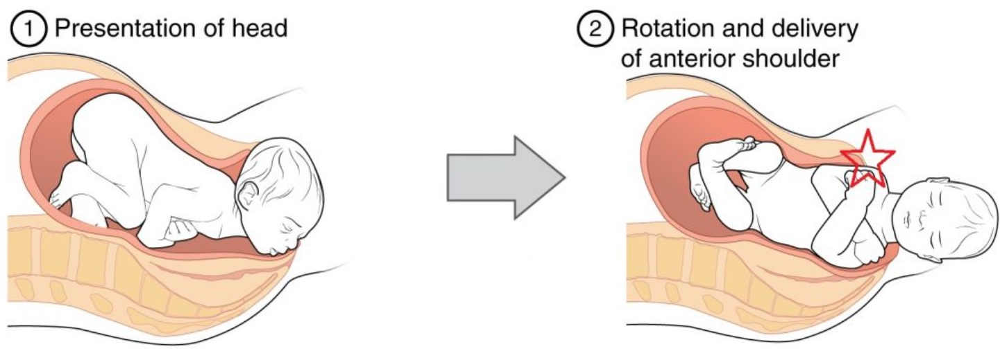 1 Presentation of head
2 Rotation and delivery
of anterior shoulder